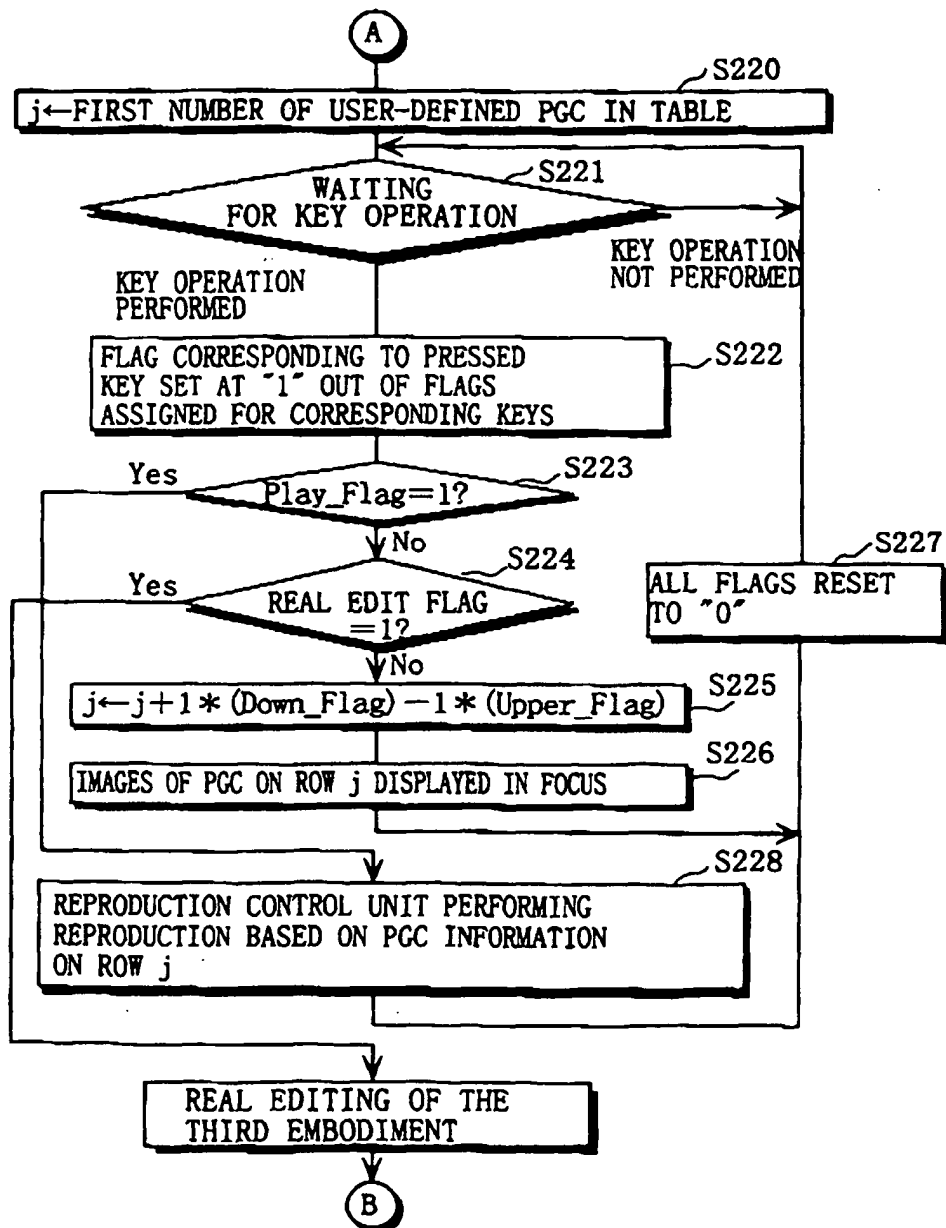 A
S220
j←FIRST NUMBER OF USER-DEFINED PGC IN TABLE
S221
WAITING
FOR KEY OPERATION
KEY OPERATION
NOT PERFORMED
KEY OPERATION
PERFORMED
S222
FLAG CORRESPONDING TO PRESSED
KEY SET AT "1" OUT OF FLAGS
ASSIGNED FOR CORRESPONDING KEYS
S223
Yes
Play_Flag=1?
No
S224
Yes
REAL EDIT FLAG
=1?
No
S227
ALL FLAGS RESET
TO "0"
S225
j←j+1*(Down_Flag)-1*(Upper_Flag)
S226
IMAGES OF PGC ON ROW j DISPLAYED IN FOCUS
S228
REPRODUCTION CONTROL UNIT PERFORMING
REPRODUCTION BASED ON PGC INFORMATION
ON ROW j
REAL EDITING OF THE
THIRD EMBODIMENT
B